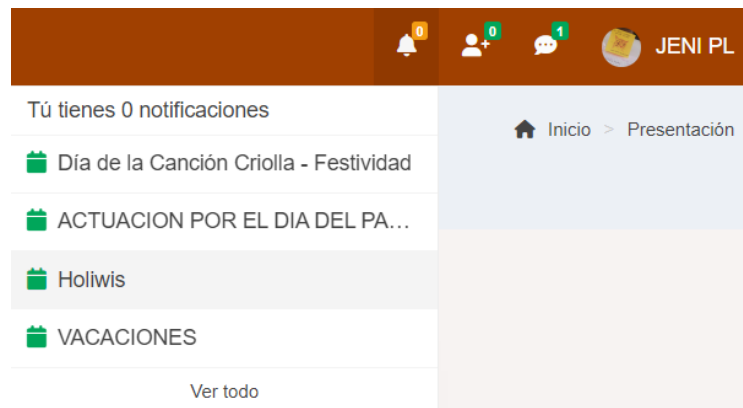 0
0
1
JENI PL
Tú tienes 0 notificaciones
Inicio > Presentación
Día de la Canción Criolla - Festividad
ACTUACION POR EL DIA DEL PA...
Holiwis
VACACIONES
Ver todo